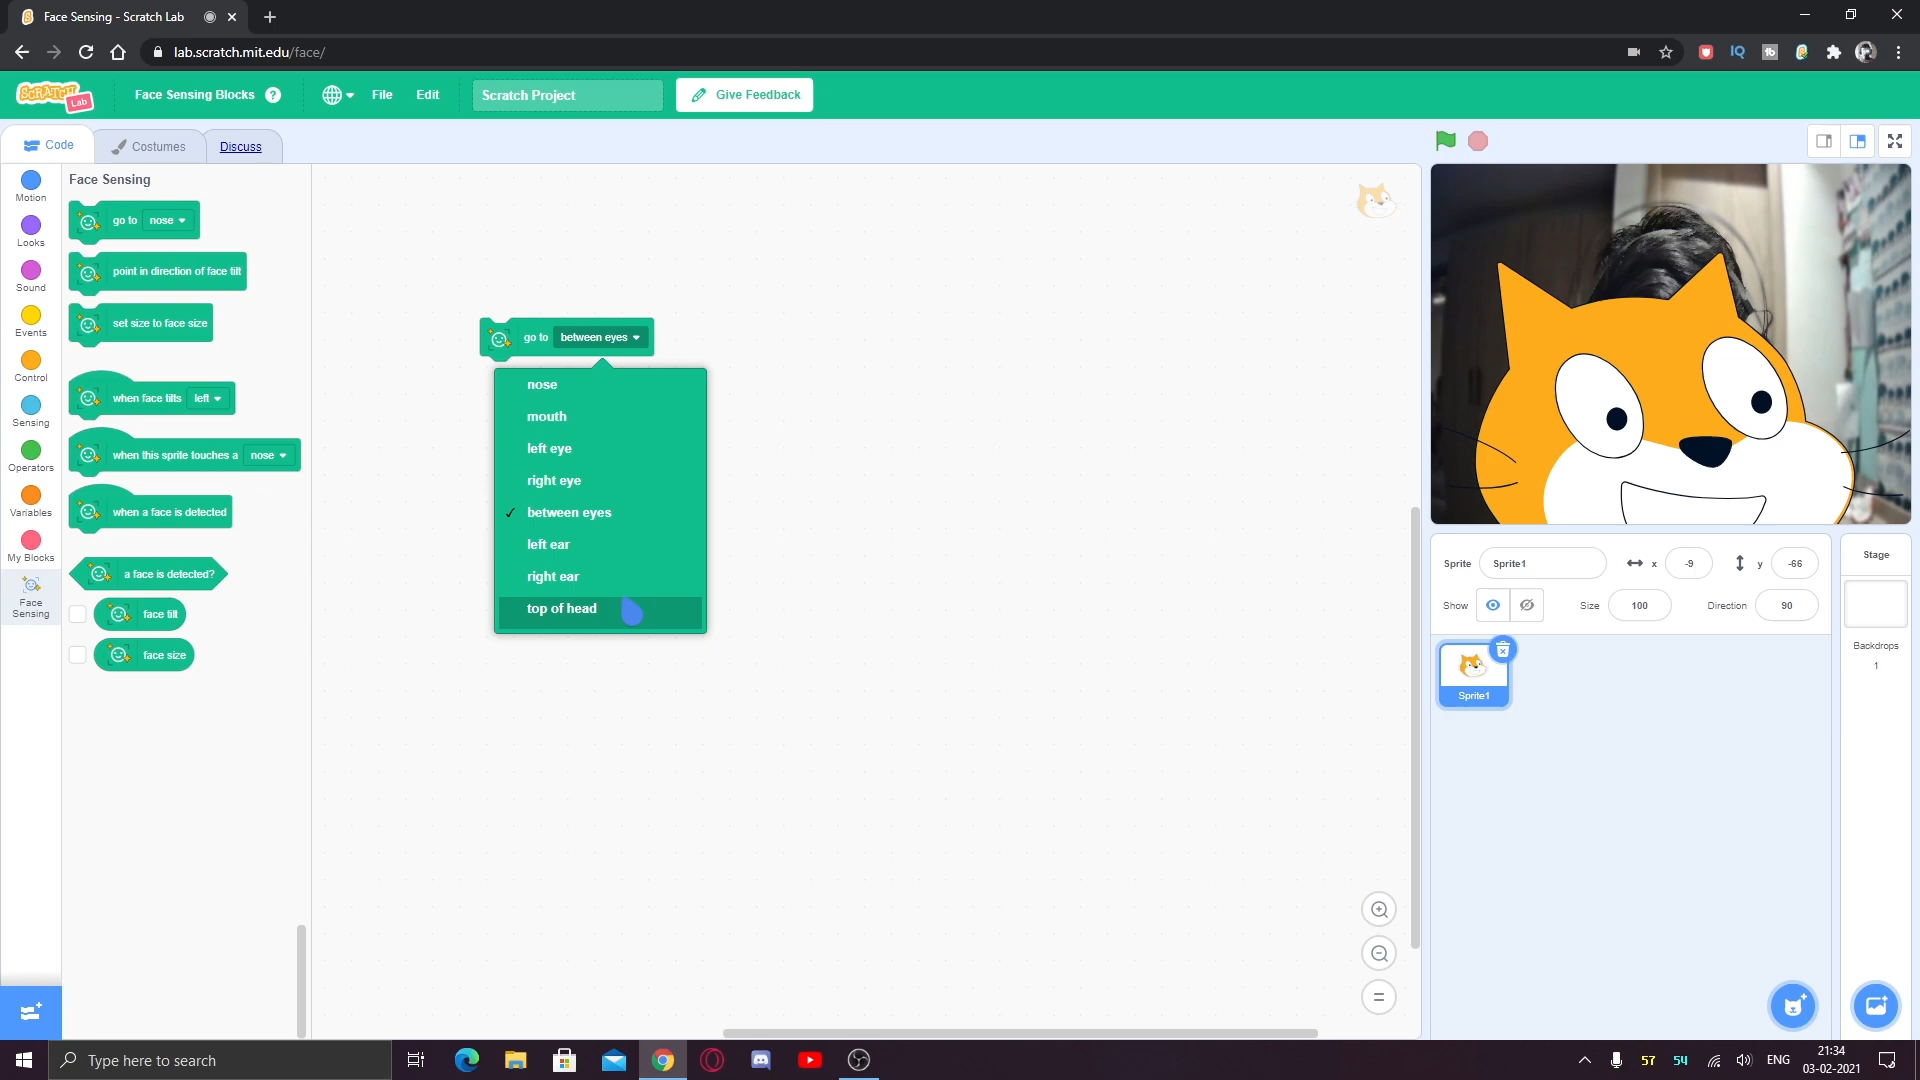 Face Sensing - Scratch Lab
lab.scratch.mit.edu/face/
IQ
tb
SCRATCH
Lab
Face Sensing Blocks
?
File
Edit
Scratch Project
Give Feedback
Code
Costumes
Discuss
Motion
Looks
Sound
Events
Control
Sensing
Operators
Variables
My Blocks
Face
Sensing
Face Sensing
go to nose
point in direction of face tilt
set size to face size
when face tilts left
when this sprite touches a nose
when a face is detected
a face is detected?
face tilt
face size
go to between eyes
nose
mouth
left eye
right eye
✓ between eyes
left ear
right ear
top of head
Sprite Sprite1 x -9 y -66
Show Size 100 Direction 90
Sprite1
Stage
Backdrops
1
Type here to search
57
54
ENG
21:34
03-02-2021